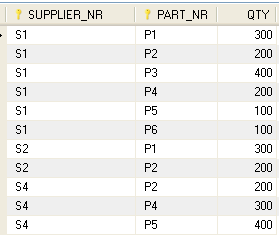 SUPPLIER_NR PART_NR QTY
S1 P1 300
S1 P2 200
S1 P3 400
S1 P4 200
S1 P5 100
S1 P6 100
S2 P1 300
S2 P2 200
S4 P2 200
S4 P4 300
S4 P5 400